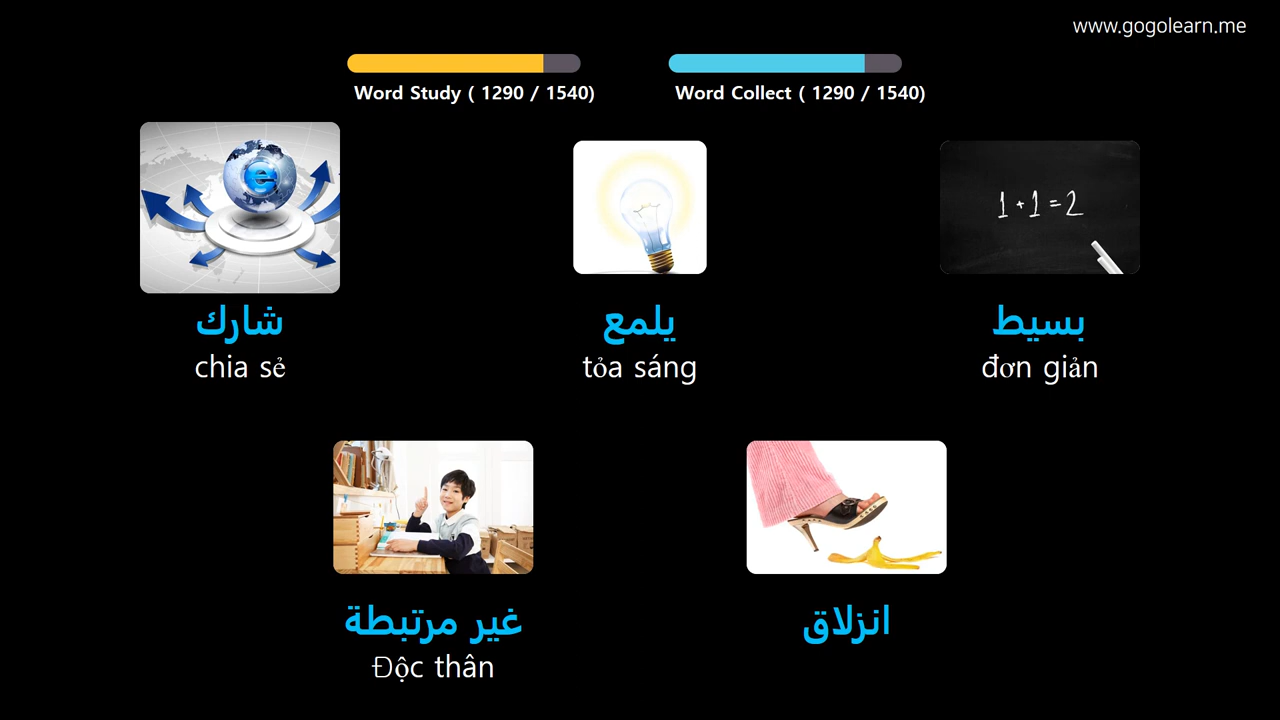 www.gogolearn.me
Word Study ( 1290 / 1540)
Word Collect ( 1290 / 1540)
شارك
chia sẻ
يلمع
tỏa sáng
1+1=2
بسيط
đơn giản
غير مرتبطة
Độc thân
انزلاق